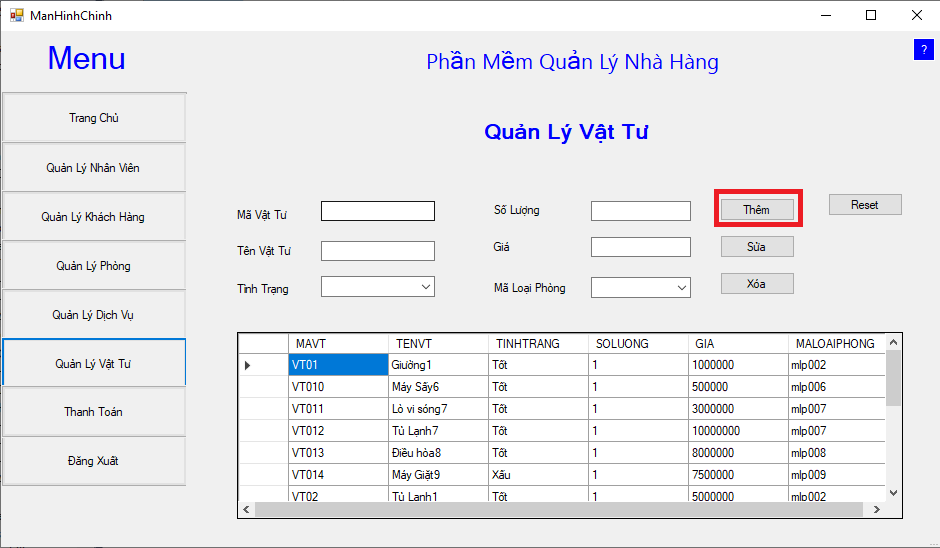 ManHinhChinh
Menu
Phần Mềm Quản Lý Nhà Hàng
?
Trang Chủ
Quản Lý Nhân Viên
Quản Lý Khách Hàng
Quản Lý Phòng
Quản Lý Dịch Vụ
Quản Lý Vật Tư
Thanh Toán
Đăng Xuất
Quản Lý Vật Tư
Mã Vật Tư
Số Lượng
Thêm
Reset
Tên Vật Tư
Giá
Sửa
Tình Trạng
Mã Loại Phòng
Xóa
MAVT TENVT TINHTRANG SOLUONG GIA MALOAIPHONG
VT01 Giường1 Tốt 1 1000000 mlp002
VT010 Máy Sấy6 Tốt 1 500000 mlp006
VT011 Lò vi sóng7 Tốt 1 3000000 mlp007
VT012 Tủ Lạnh7 Tốt 1 10000000 mlp007
VT013 Điều hòa8 Tốt 1 8000000 mlp008
VT014 Máy Giặt9 Xấu 1 7500000 mlp009
VT02 Tủ Lạnh1 Tốt 1 5000000 mlp002